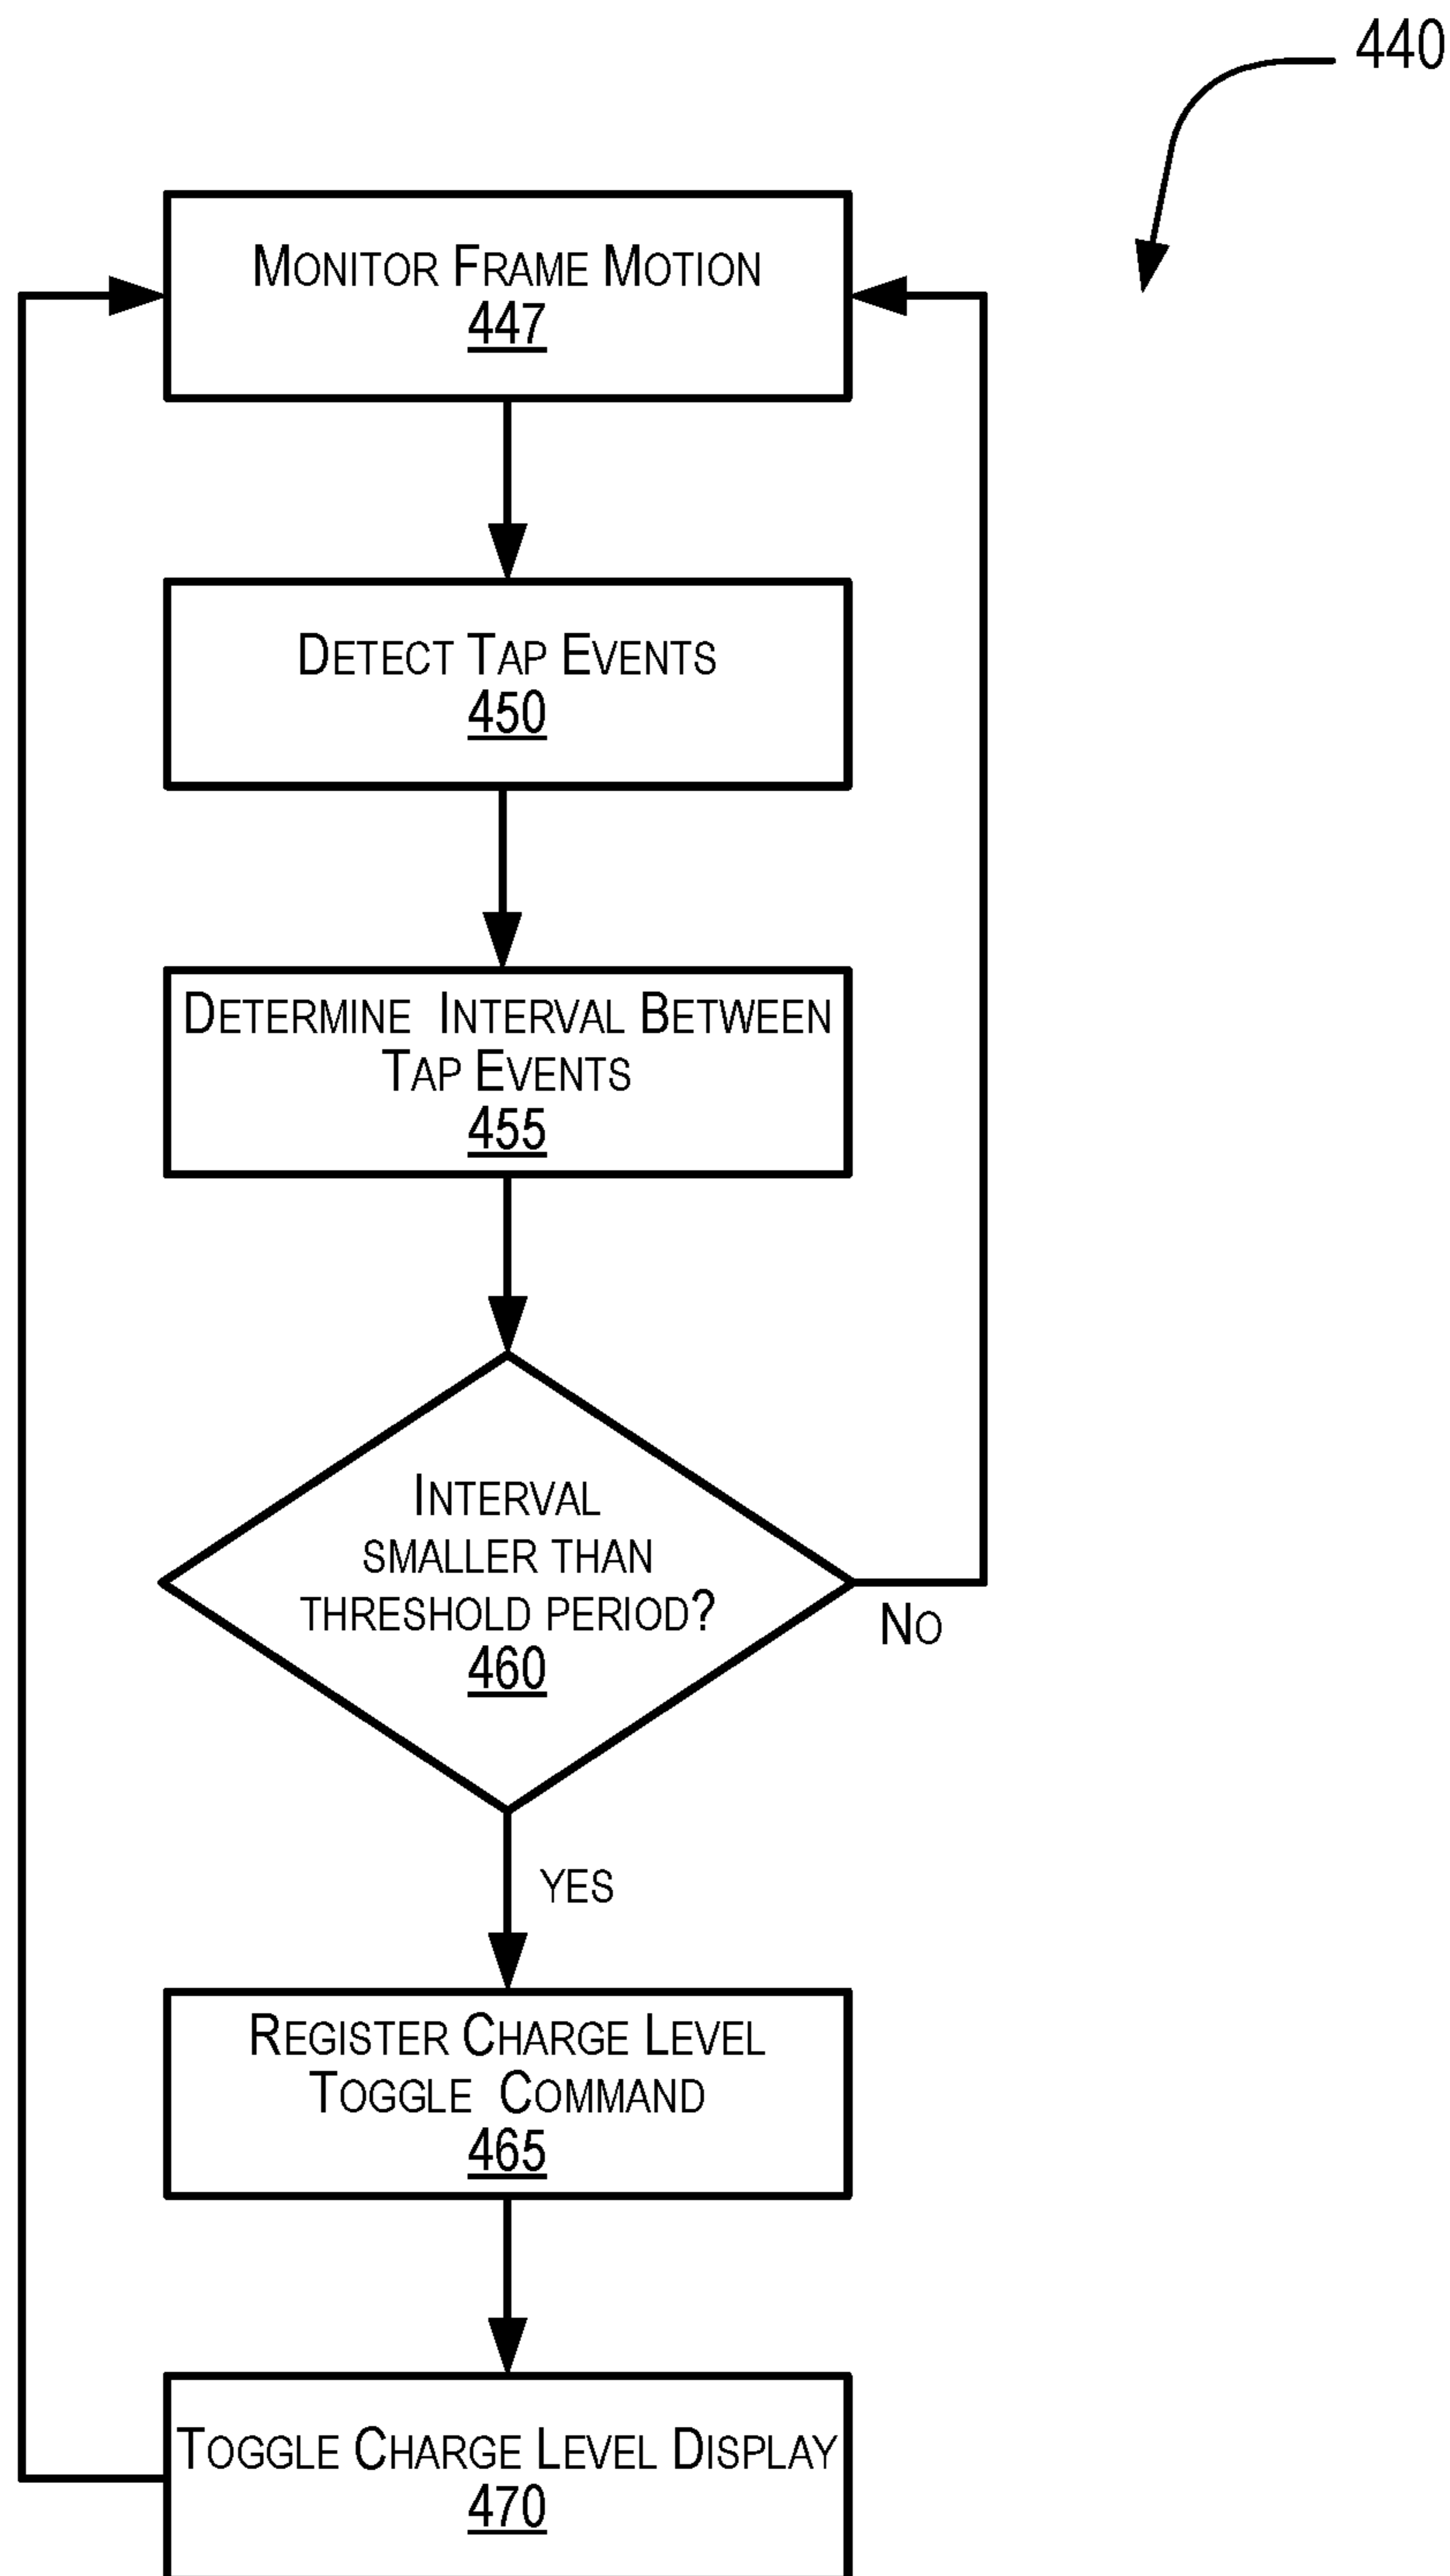 440
Monitor Frame Motion
447
Detect Tap Events
450
Determine Interval Between
Tap Events
455
Interval
smaller than
threshold period?
460
No
yes
Register Charge Level
Toggle Command
465
Toggle Charge Level Display
470